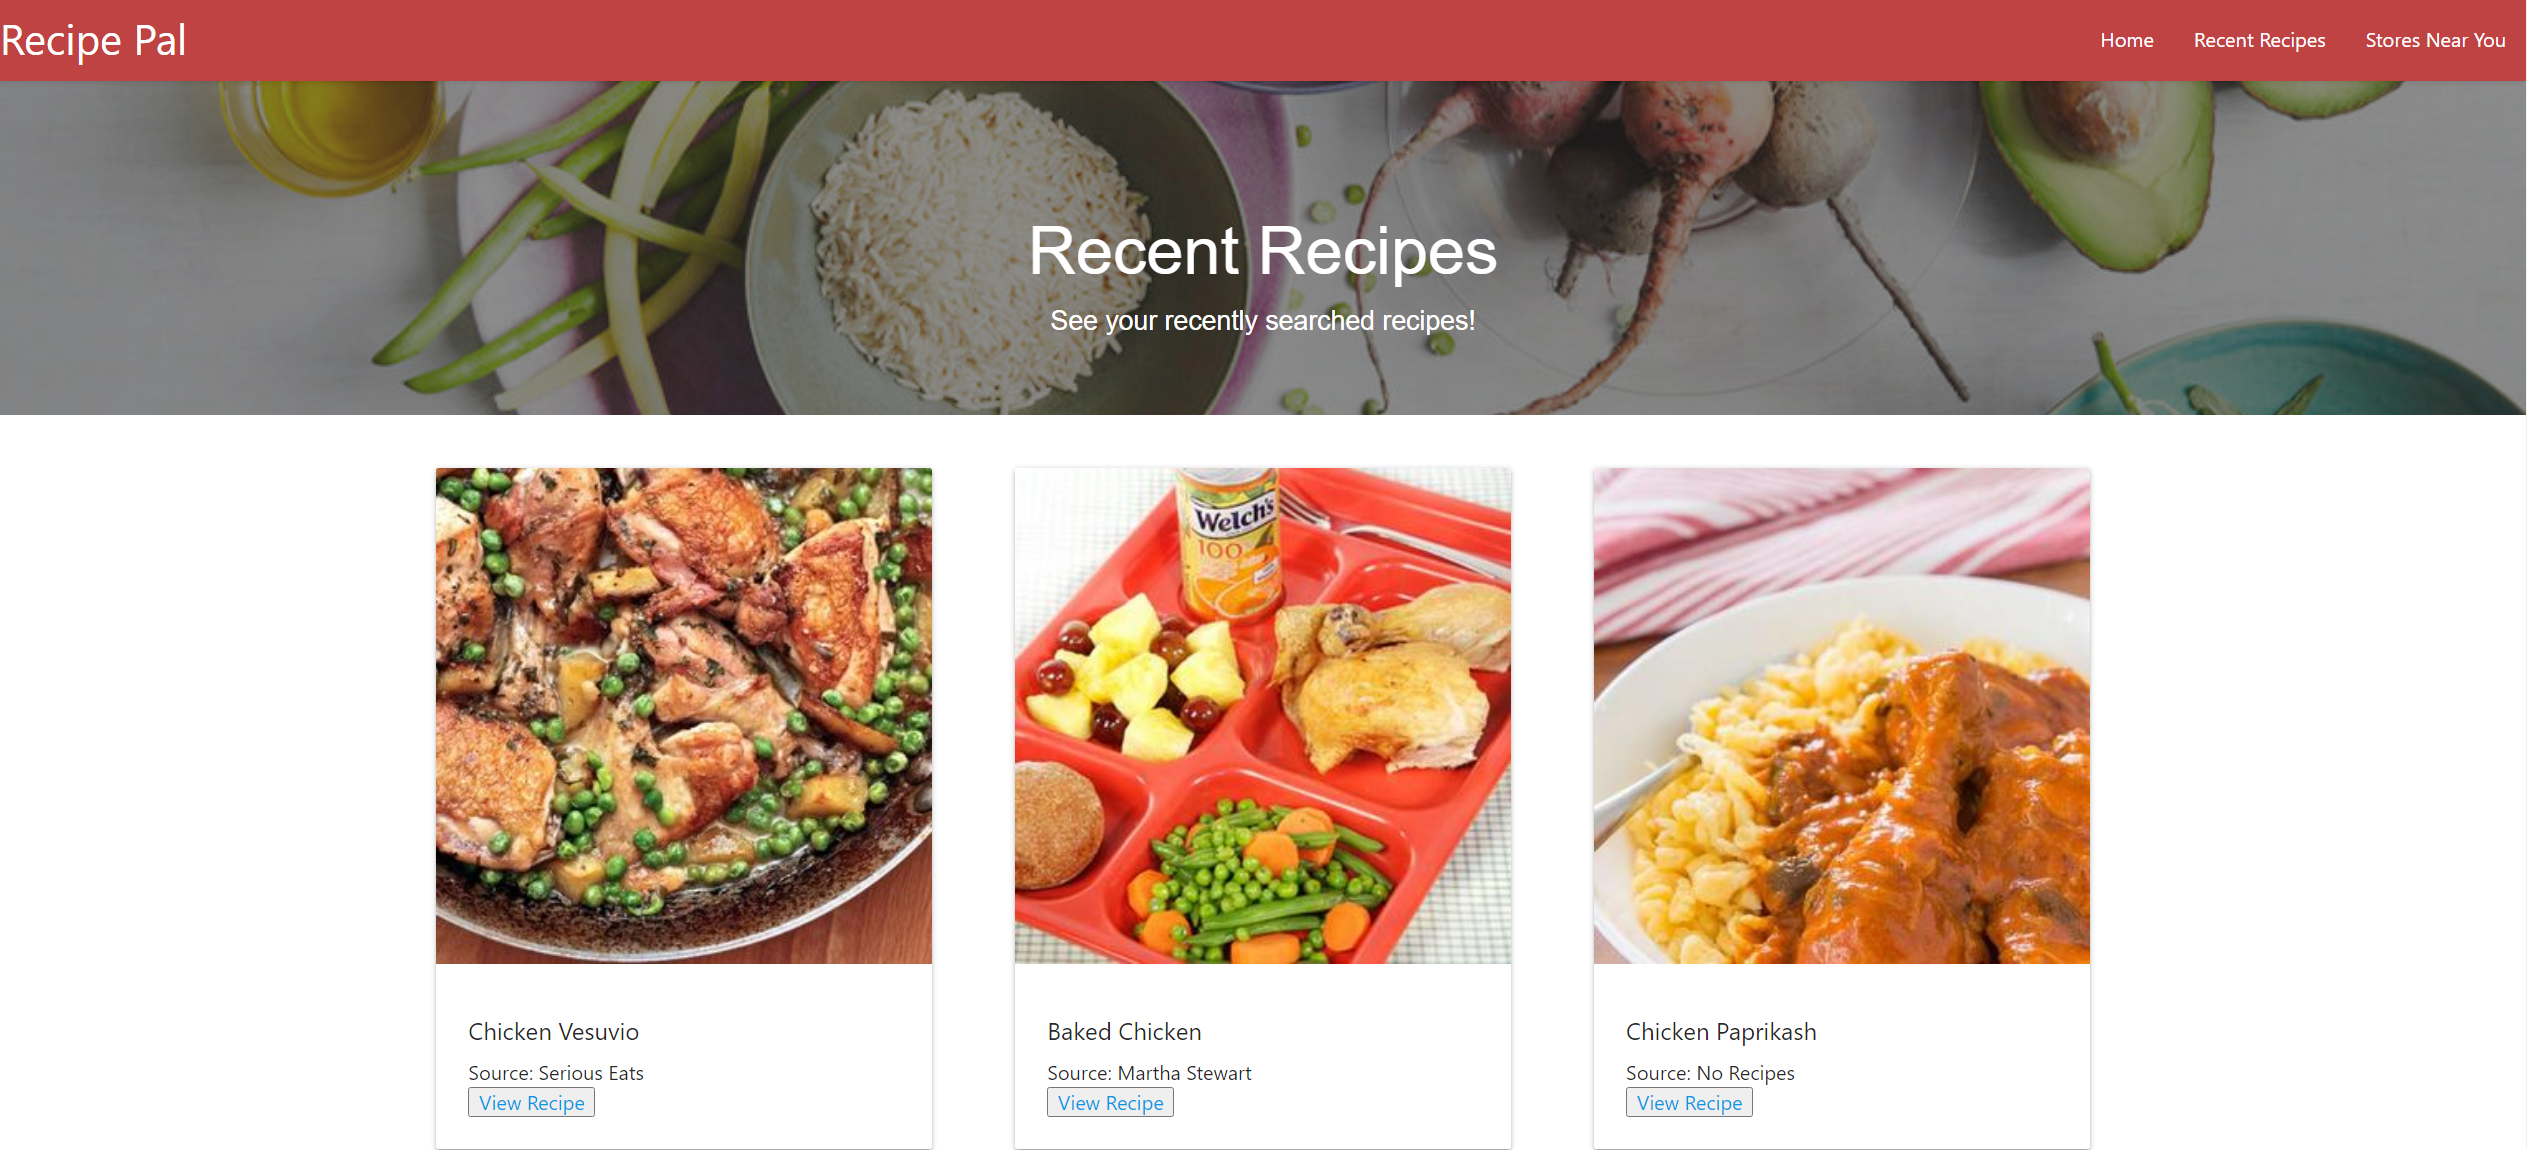 Recipe Pal
Home Recent Recipes Stores Near You
Recent Recipes
See your recently searched recipes!
Welch's
100
Chicken Vesuvio
Source: Serious Eats
View Recipe
Baked Chicken
Source: Martha Stewart
View Recipe
Chicken Paprikash
Source: No Recipes
View Recipe